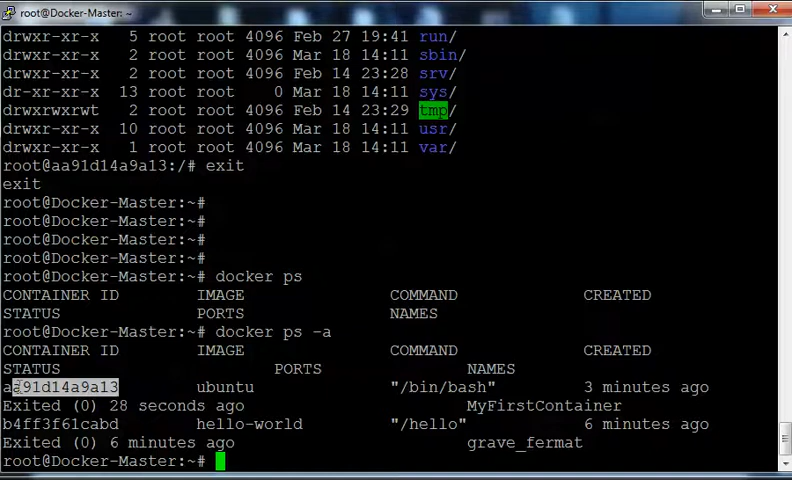 root@Docker-Master: ~
drwxr-xr-x 5 root root 4096 Feb 27 19:41 run/
drwxr-xr-x 2 root root 4096 Mar 18 14:11 sbin/
drwxr-xr-x 2 root root 4096 Feb 14 23:28 srv/
dr-xr-xr-x 13 root root 0 Mar 18 14:11 sys/
drwxrwxrwt 2 root root 4096 Feb 14 23:29 tmp/
drwxr-xr-x 10 root root 4096 Mar 18 14:11 usr/
drwxr-xr-x 1 root root 4096 Mar 18 14:11 var/
root@aa91d14a9a13:/# exit
exit
root@Docker-Master:~#
root@Docker-Master:~#
root@Docker-Master:~#
root@Docker-Master:~#
root@Docker-Master:~# docker ps
CONTAINER ID IMAGE COMMAND CREATED
STATUS PORTS NAMES
root@Docker-Master:~# docker ps -a
CONTAINER ID IMAGE COMMAND CREATED
STATUS PORTS NAMES
aa91d14a9a13 ubuntu "/bin/bash" 3 minutes ago
Exited (0) 28 seconds ago MyFirstContainer
b4ff3f61cabd hello-world "/hello" 6 minutes ago
Exited (0) 6 minutes ago grave_fermat
root@Docker-Master:~#